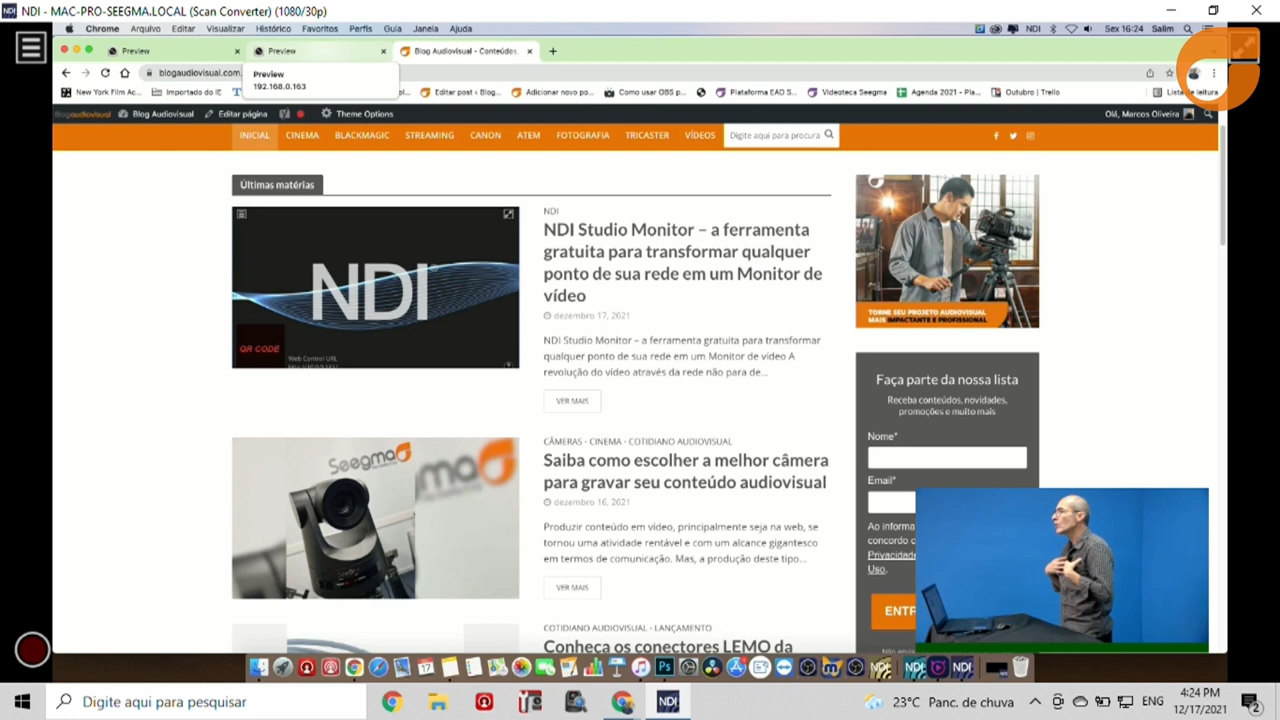 NDI - MAC-PRO-SEEGMA.LOCAL (Scan Converter) (1080/30p)
Chrome Arquivo Editar Visualizar Histórico Favoritos Perfis Guia Janela Ajuda
NDI Sex 16:24 Salim
Preview
Preview
Blog Audiovisual - Conteúdos,
blogaudiovisual.com.
Preview
192.168.0.163
New York Film Ac...
Importado do IE
Editar post ‹ Blog...
Adicionar novo po...
Como usar OBS p...
Plataforma EAD S...
Videoteca Seegma
Agenda 2021 - Pla...
Outubro | Trello
Lista de leitura
Blogaudiovisual
Blog Audiovisual
Editar página
Theme Options
Olá, Marcos Oliveira
INICIAL CINEMA BLACKMAGIC STREAMING CANON ATEM FOTOGRAFIA TRICASTER VÍDEOS
Digite aqui para procura
Últimas matérias
NDI
QR CODE
Web Control URL
NDI
NDI Studio Monitor – a ferramenta
gratuita para transformar qualquer
ponto de sua rede em um Monitor de
vídeo
dezembro 17, 2021
NDI Studio Monitor – a ferramenta gratuita para transformar
qualquer ponto de sua rede em um Monitor de vídeo A
revolução do vídeo através da rede não para de...
VER MAIS
Seegma
CÂMERAS - CINEMA - COTIDIANO AUDIOVISUAL
Saiba como escolher a melhor câmera
para gravar seu conteúdo audiovisual
dezembro 16, 2021
Produzir conteúdo em vídeo, principalmente seja na web, se
tornou uma atividade rentável e com um alcance gigantesco
em termos de comunicação. Mas, a produção deste tipo...
VER MAIS
COTIDIANO AUDIOVISUAL - LANÇAMENTO
Conheça os conectores LEMO da
TORNE SEU PROJETO AUDIOVISUAL
MAIS IMPACTANTE E PROFISSIONAL
Faça parte da nossa lista
Receba conteúdos, novidades,
promoções e muito mais
Nome*
Email*
Ao informa
concordo c
Privacidade
Uso.
ENTR
Não envia
17
Ps
NDI
NDI
NDI
Digite aqui para pesquisar
NDI
23°C Panc. de chuva
ENG
4:24 PM
12/17/2021
2